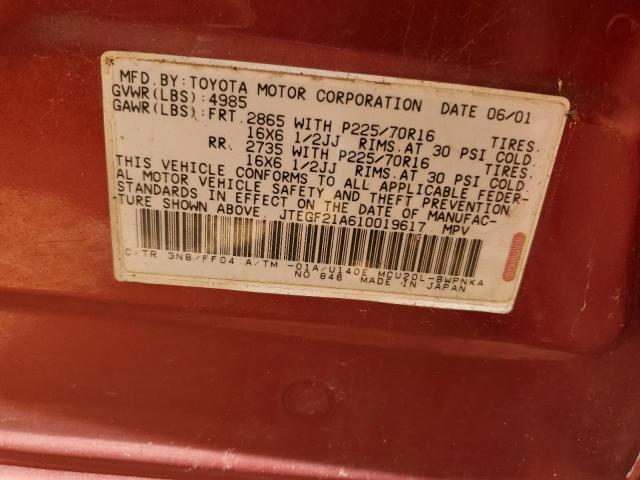 MFD. BY: TOYOTA MOTOR CORPORATION DATE 06/01
GVWR(LBS):4985
GAWR(LBS):FRT. 2865 WITH P225/70R16 TIRES.
16X6 1/2JJ RIMS.AT 30 PSI COLD.
RR. 2735 WITH P225/70R16 TIRES.
16X6 1/2JJ RIMS.AT 30 PSI COLD.
THIS VEHICLE CONFORMS TO ALL APPLICABLE FEDER-
AL MOTOR VEHICLE SAFETY AND THEFT PREVENTION
STANDARDS IN EFFECT ON THE DATE OF MANUFAC-
TURE SHOWN ABOVE. JTEGF21A610019617 MPV
C/TR 3N8/FF04 A/TM -01A/U140E MCU20L-BWPNKA
NO 846 MADE IN JAPAN